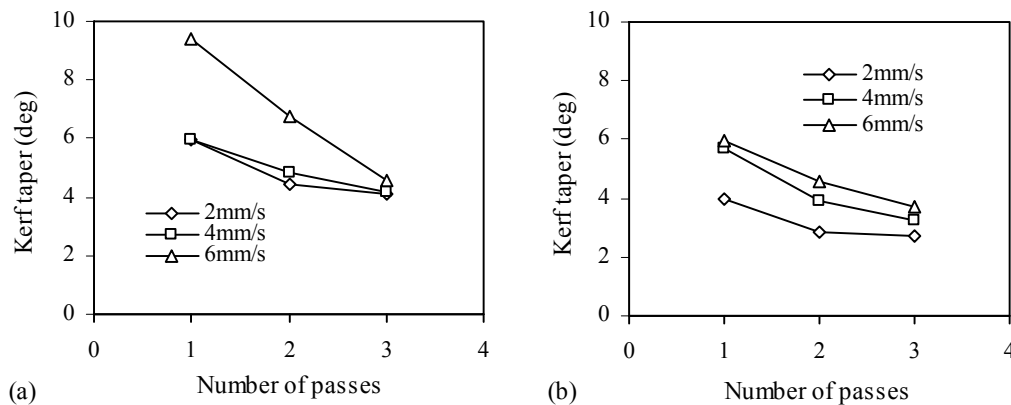 10
8
6
4
2
0
Kerf taper (deg)
2mm/s
4mm/s
6mm/s
0 1 2 3 4
Number of passes
(a)
10
8
6
4
2
0
Kerf taper (deg)
2mm/s
4mm/s
6mm/s
0 1 2 3 4
Number of passes
(b)